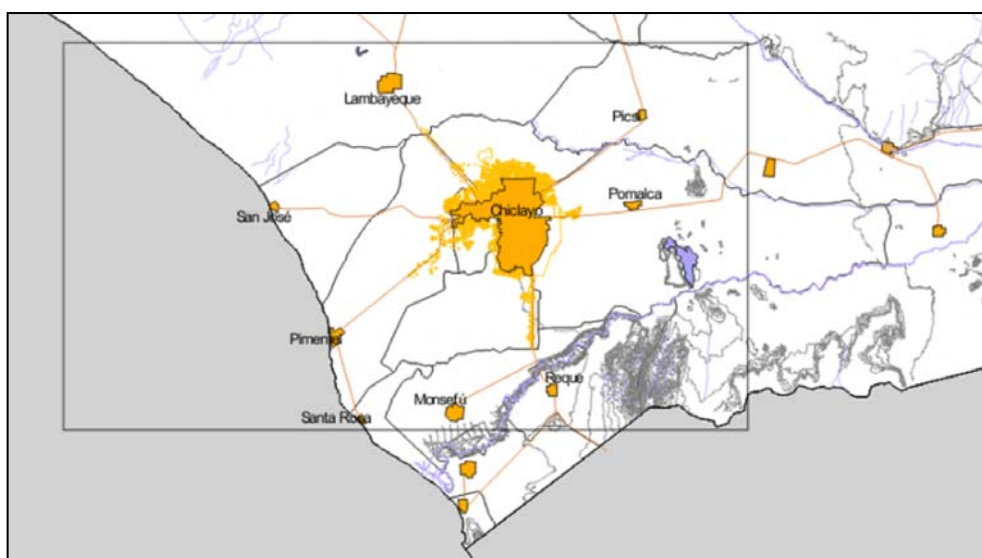 Lambayeque
Picsi
San José
Chiclayo
Pomalca
Pimentel
Monsefú
Reque
Santa Rosa